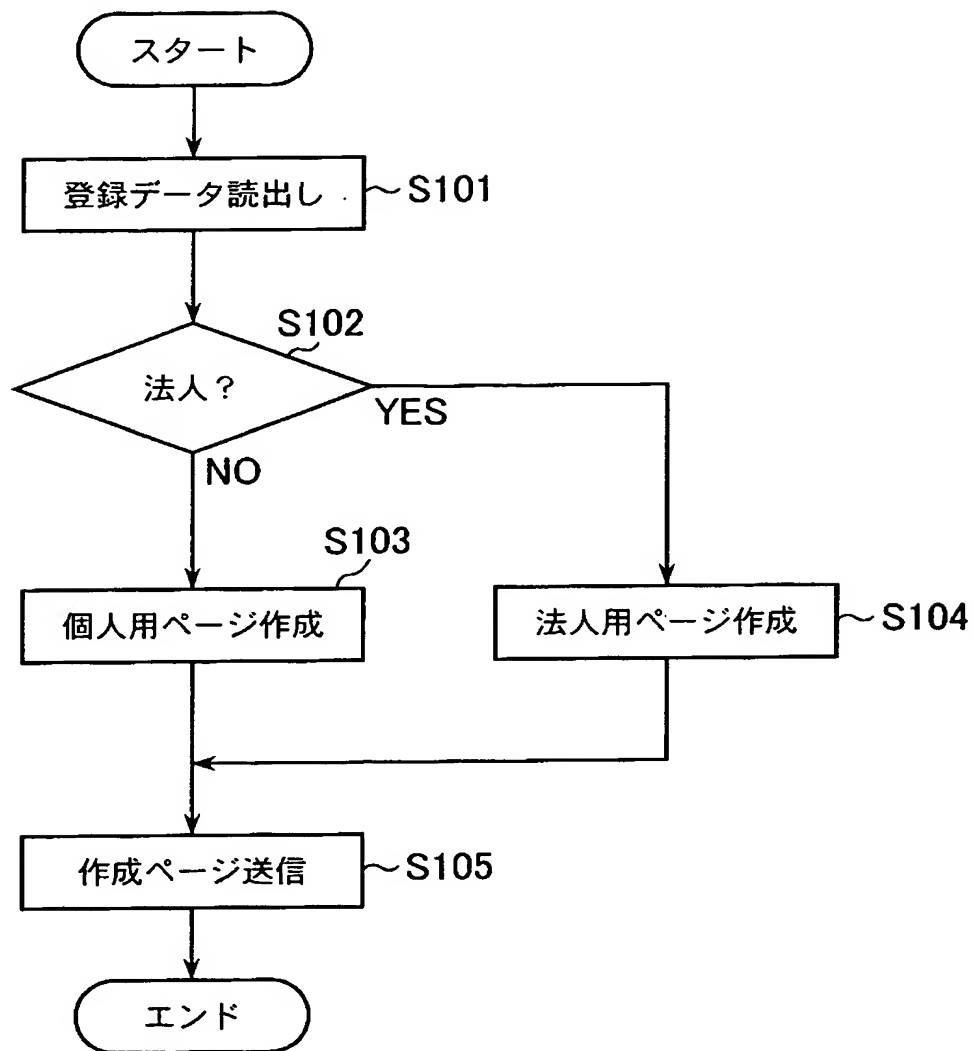 スタート
登録データ読出し
S101
S102
法人？
YES
NO
S103
個人用ページ作成
法人用ページ作成
S104
作成ページ送信
S105
エンド